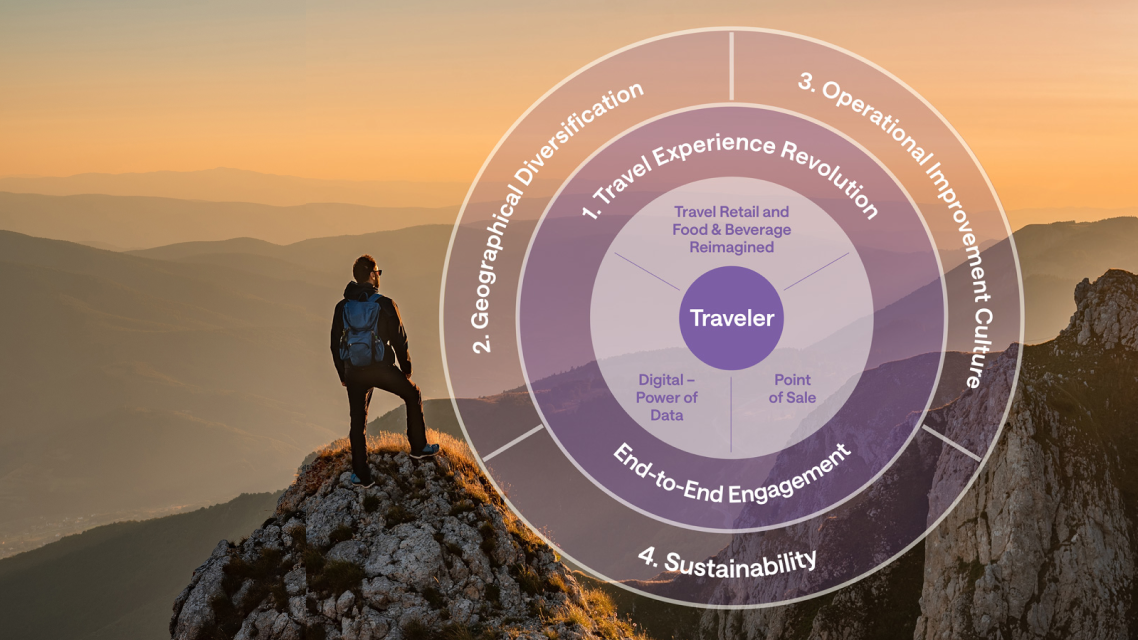 2. Geographical Diversification
3. Operational Improvement Culture
1. Travel Experience Revolution
Travel Retail and
Food & Beverage
Reimagined
Traveler
Digital –
Power of
Data
Point
of Sale
End-to-End Engagement
4. Sustainability